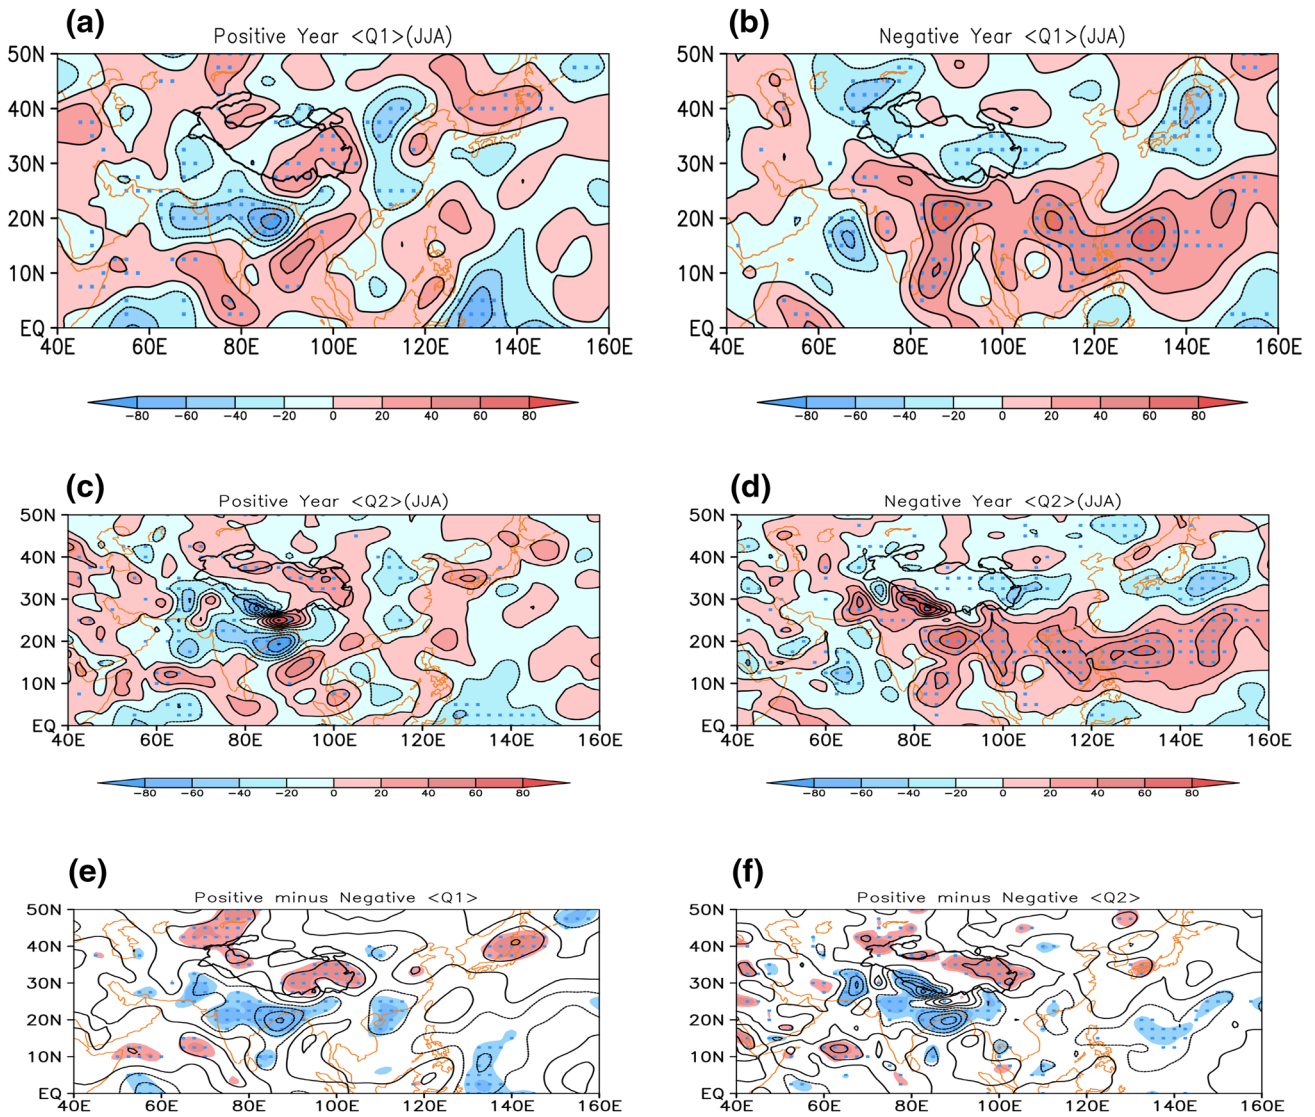 (a)
Positive Year <Q1>(JJA)
50N
40N
30N
20N
10N
EQ
40E 60E 80E 100E 120E 140E 160E
−80 −60 −40 −20 0 20 40 60 80
(b)
Negative Year <Q1>(JJA)
50N
40N
30N
20N
10N
EQ
40E 60E 80E 100E 120E 140E 160E
−80 −60 −40 −20 0 20 40 60 80
(c)
Positive Year <Q2>(JJA)
50N
40N
30N
20N
10N
EQ
40E 60E 80E 100E 120E 140E 160E
−80 −60 −40 −20 0 20 40 60 80
(d)
Negative Year <Q2>(JJA)
50N
40N
30N
20N
10N
EQ
40E 60E 80E 100E 120E 140E 160E
−80 −60 −40 −20 0 20 40 60 80
(e)
Positive minus Negative <Q1>
50N
40N
30N
20N
10N
EQ
40E 60E 80E 100E 120E 140E 160E
(f)
Positive minus Negative <Q2>
50N
40N
30N
20N
10N
EQ
40E 60E 80E 100E 120E 140E 160E